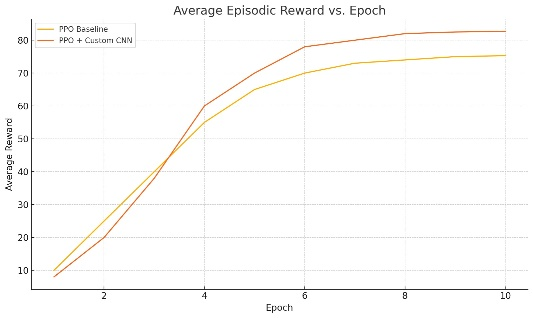 Average Episodic Reward vs. Epoch
PPO Baseline
PPO + Custom CNN
Average Reward
80
70
60
50
40
30
20
10
2 4 6 8 10
Epoch